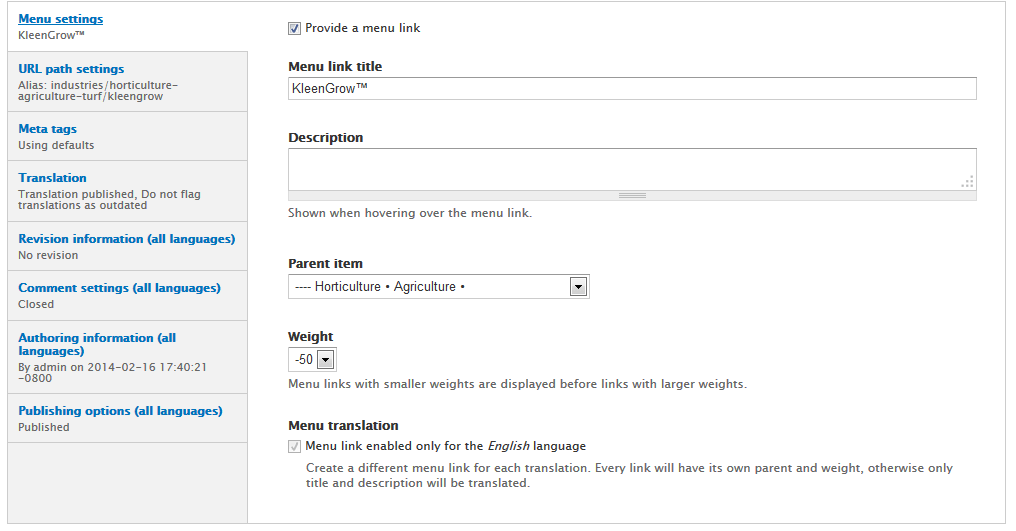 Menu settings
KleenGrow™
URL path settings
Alias: industries/horticulture-
agriculture-turf/kleengrow
Meta tags
Using defaults
Translation
Translation published, Do not flag
translations as outdated
Revision information (all languages)
No revision
Comment settings (all languages)
Closed
Authoring information (all
languages)
By admin on 2014-02-16 17:40:21
-0800
Publishing options (all languages)
Published
Provide a menu link
Menu link title
KleenGrow™
Description
Shown when hovering over the menu link.
Parent item
---- Horticulture • Agriculture •
Weight
-50
Menu links with smaller weights are displayed before links with larger weights.
Menu translation
Menu link enabled only for the English language
Create a different menu link for each translation. Every link will have its own parent and weight, otherwise only
title and description will be translated.